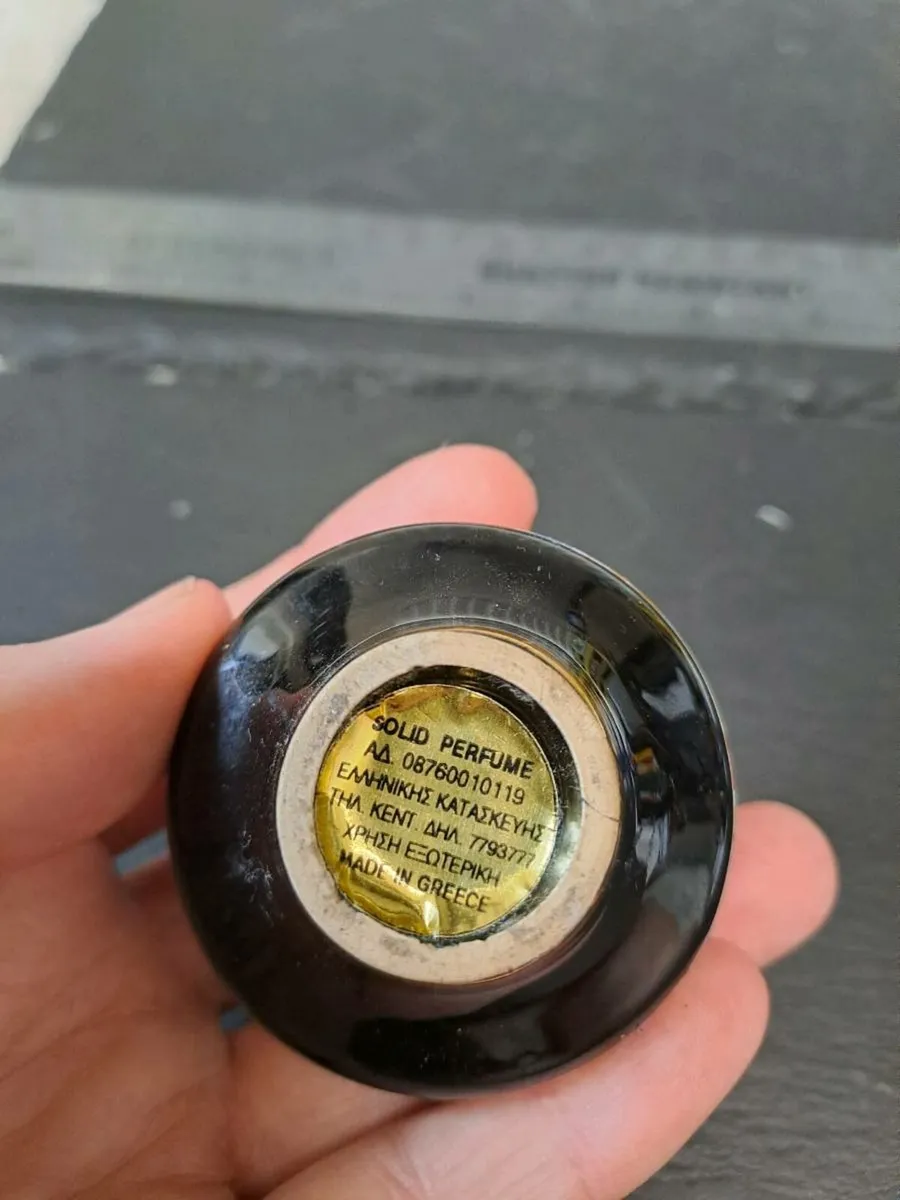 SOLID PERFUME
ΑΔ. 08760010119
ΕΛΛΗΝΙΚΗΣ ΚΑΤΑΣΚΕΥΗΣ
ΤΗΛ. ΚΕΝΤ. ΔΗΛ. 7793777
ΧΡΗΣΗ ΕΞΩΤΕΡΙΚΗ
MADE IN GREECE